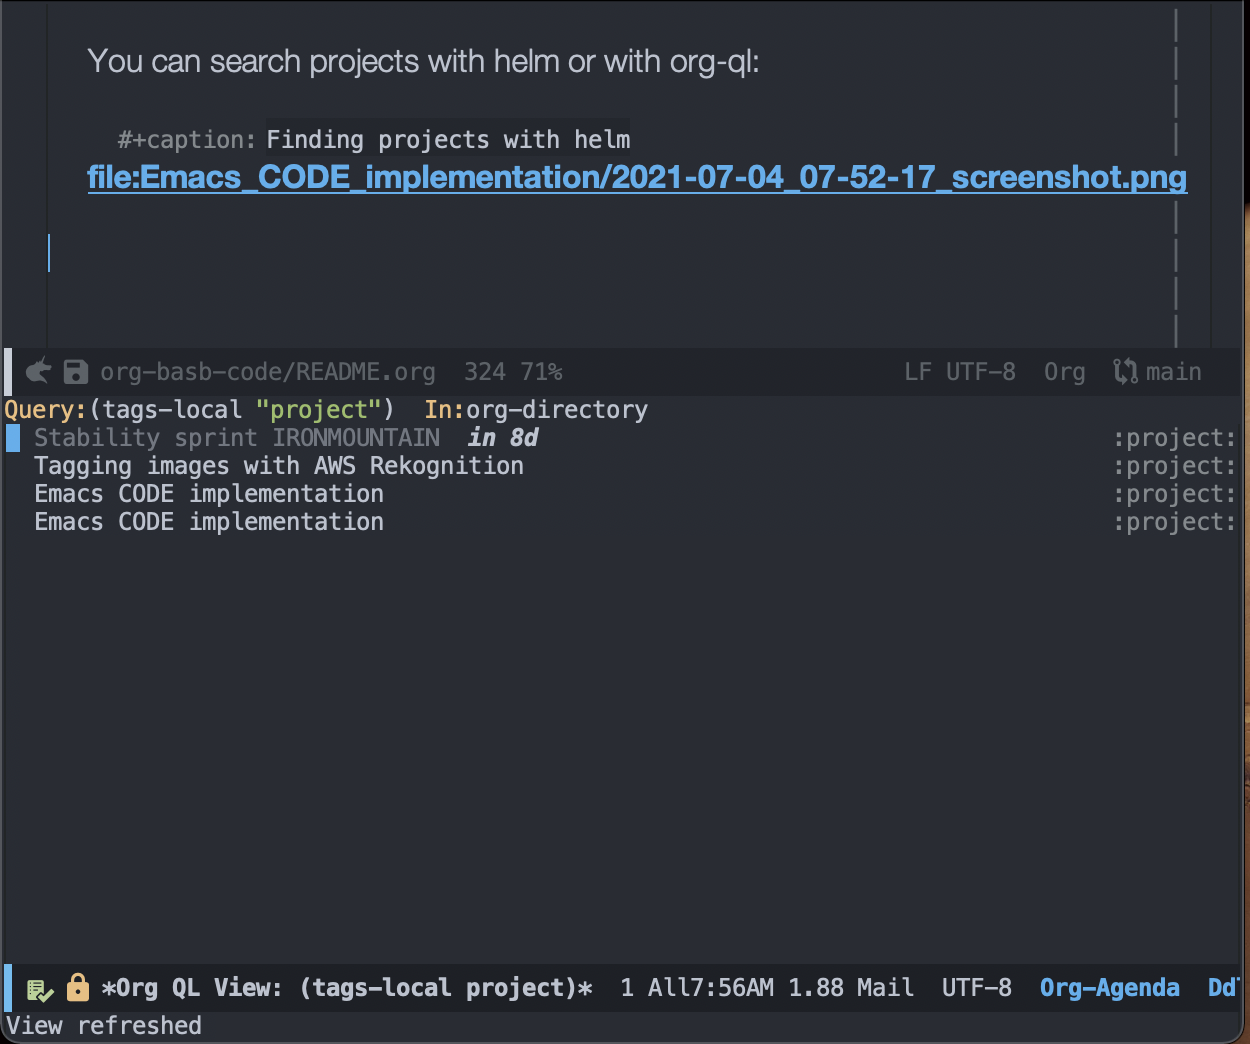 You can search projects with helm or with org-ql:
#+caption: Finding projects with helm
file:Emacs_CODE_implementation/2021-07-04_07-52-17_screenshot.png
org-basb-code/README.org 324 71% LF UTF-8 Org main
Query:(tags-local "project") In:org-directory
Stability sprint IRONMOUNTAIN in 8d :project:
Tagging images with AWS Rekognition :project:
Emacs CODE implementation :project:
Emacs CODE implementation :project:
*Org QL View: (tags-local project)* 1 All7:56AM 1.88 Mail UTF-8 Org-Agenda Dd
View refreshed